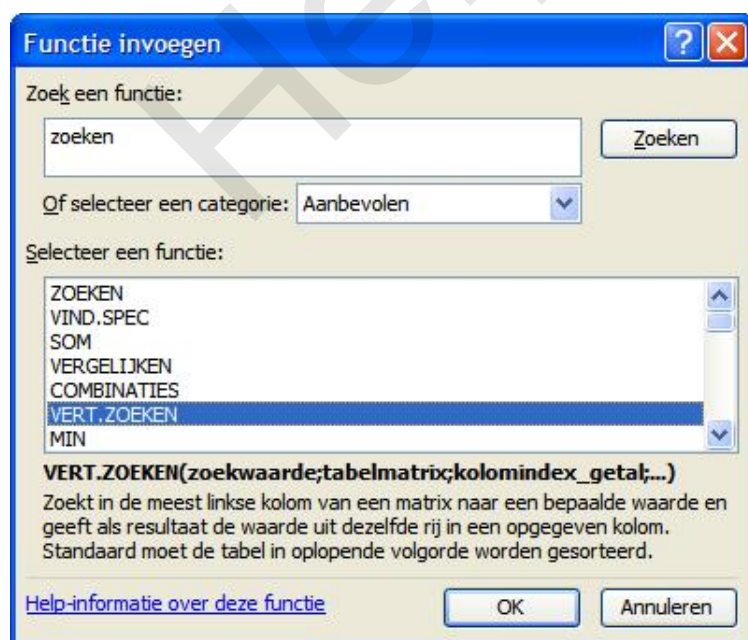 Functie invoegen
Zoek een functie:
zoeken
Zoeken
Of selecteer een categorie: Aanbevolen
Selecteer een functie:
ZOEKEN
VIND.SPEC
SOM
VERGELIJKEN
COMBINATIES
VERT.ZOEKEN
MIN
VERT.ZOEKEN(zoekwaarde;tabelmatrix;kolomindex_getal;...)
Zoekt in de meest linkse kolom van een matrix naar een bepaalde waarde en
geeft als resultaat de waarde uit dezelfde rij in een opgegeven kolom.
Standaard moet de tabel in oplopende volgorde worden gesorteerd.
Help-informatie over deze functie
OK
Annuleren